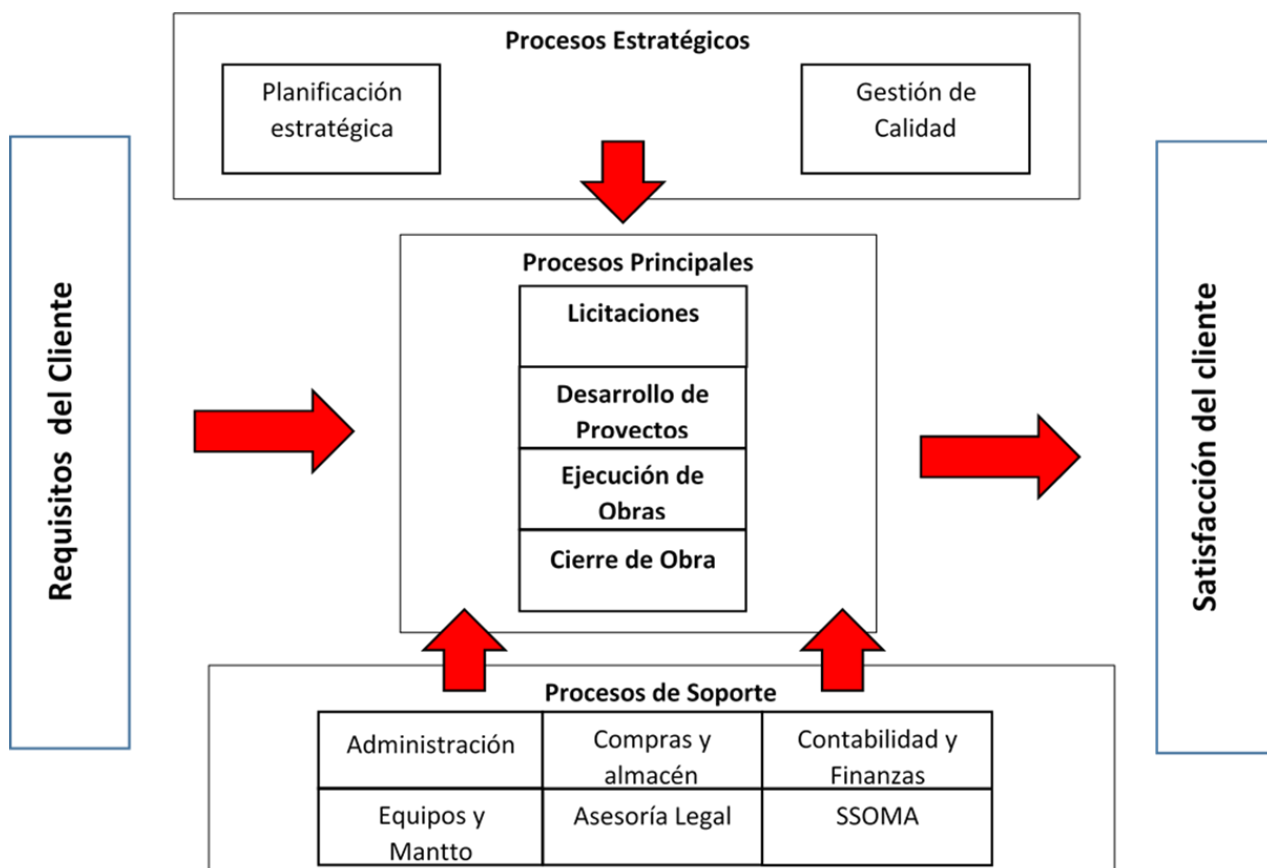 Procesos Estratégicos
Planificación
estratégica
Gestión de
Calidad
Requisitos del Cliente
Procesos Principales
Licitaciones
Desarrollo de
Proyectos
Ejecución de
Obras
Cierre de Obra
Satisfacción del cliente
Procesos de Soporte
Administración
Compras y
almacén
Contabilidad y
Finanzas
Equipos y
Mantto
Asesoría Legal
SSOMA